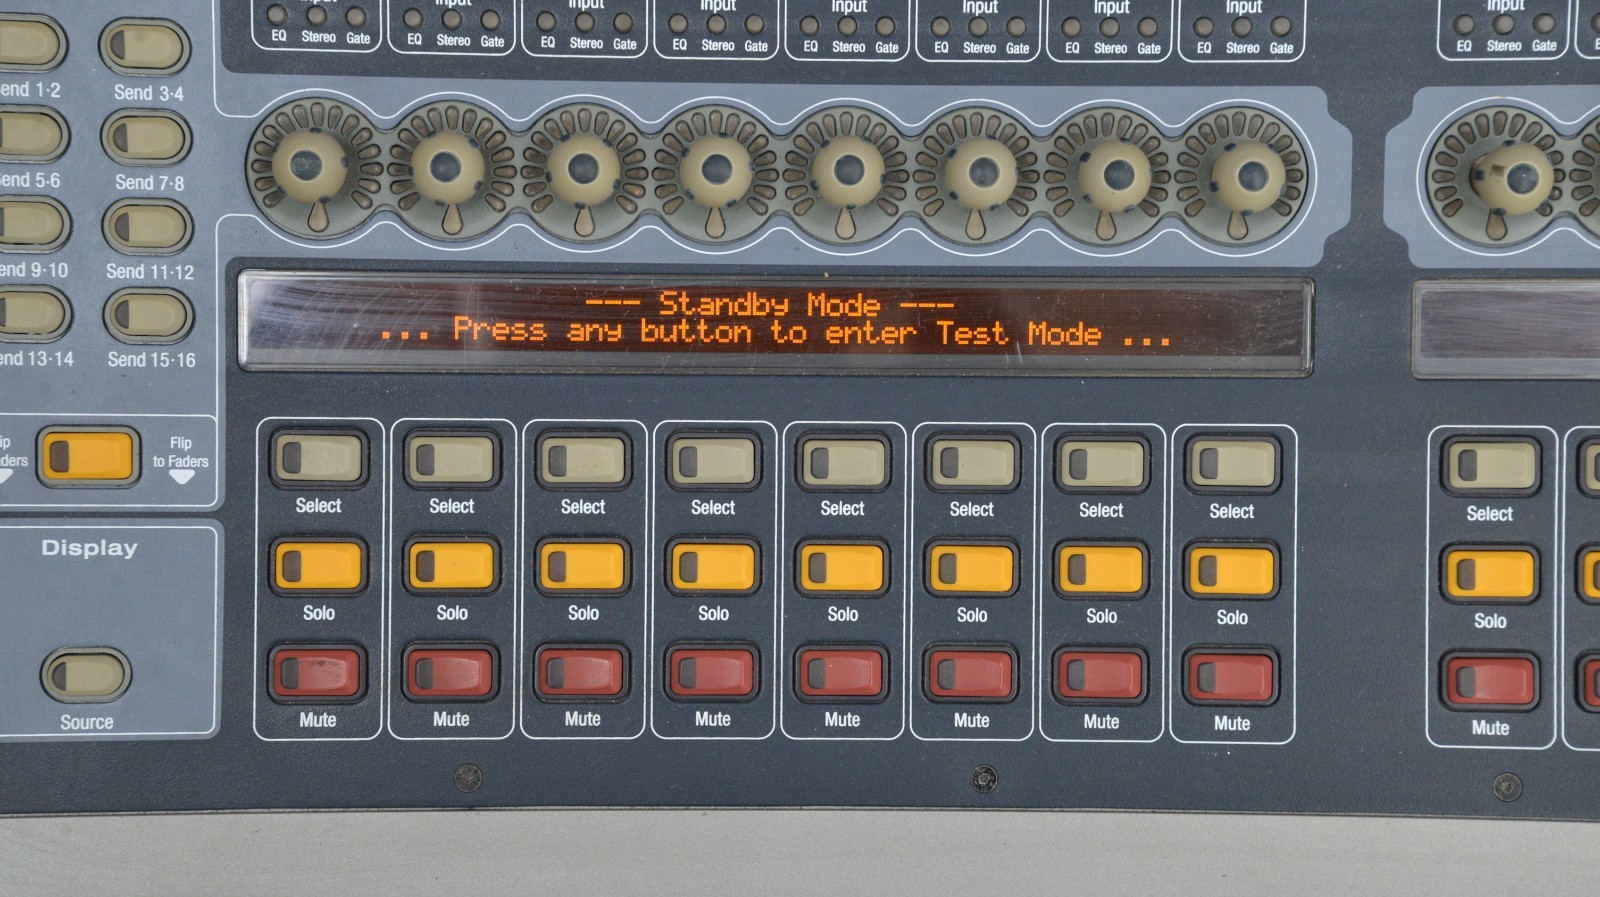 Input Input Input Input Input Input Input Input Input
EQ Stereo Gate EQ Stereo Gate EQ Stereo Gate EQ Stereo Gate EQ Stereo Gate EQ Stereo Gate EQ Stereo Gate EQ Stereo Gate EQ Stereo Gate
Send 1·2 Send 3·4
Send 5·6 Send 7·8
Send 9·10 Send 11·12
Send 13·14 Send 15·16
--- Standby Mode ---
... Press any button to enter Test Mode ...
Flip
to Faders
Select Select Select Select Select Select Select Select Select
Display
Solo Solo Solo Solo Solo Solo Solo Solo Solo
Source
Mute Mute Mute Mute Mute Mute Mute Mute Mute